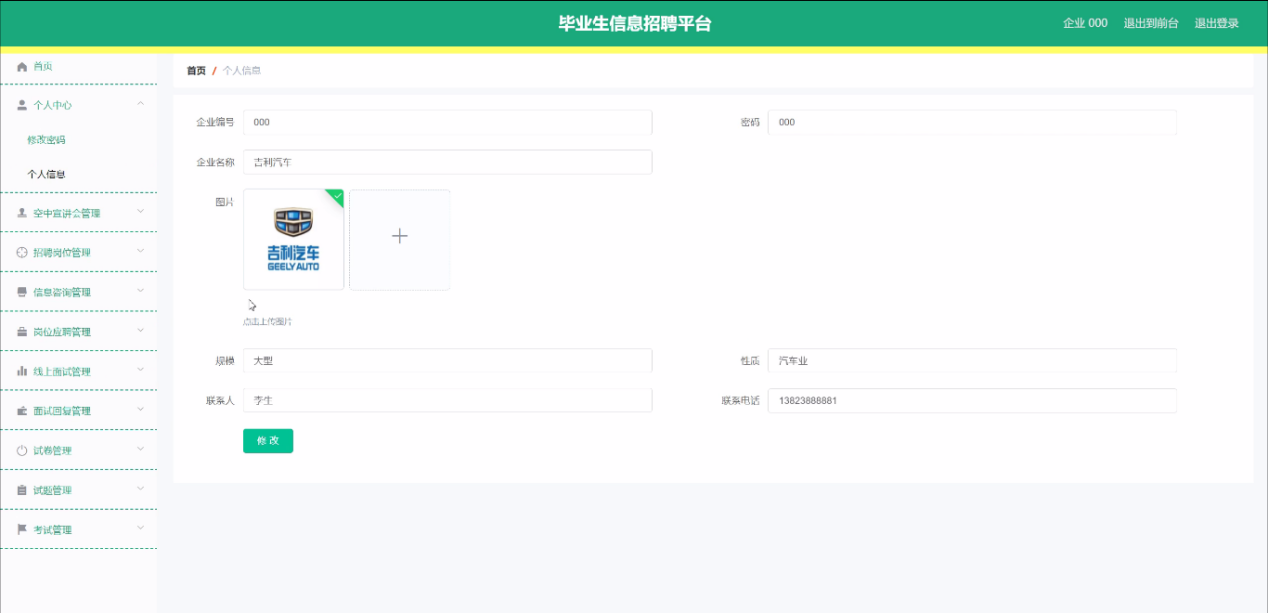 毕业生信息招聘平台
企业 000 退出到前台 退出登录
首页
个人中心
修改密码
个人信息
空中宣讲会管理
招聘岗位管理
信息咨询管理
岗位应聘管理
线上面试管理
面试回复管理
试卷管理
试题管理
考试管理
首页 / 个人信息
企业编号 000 密码 000
企业名称 吉利汽车
图片
吉利汽车
GEELY AUTO
点击上传图片
规模 大型 性质 汽车业
联系人 李生 联系电话 13823888881
修改